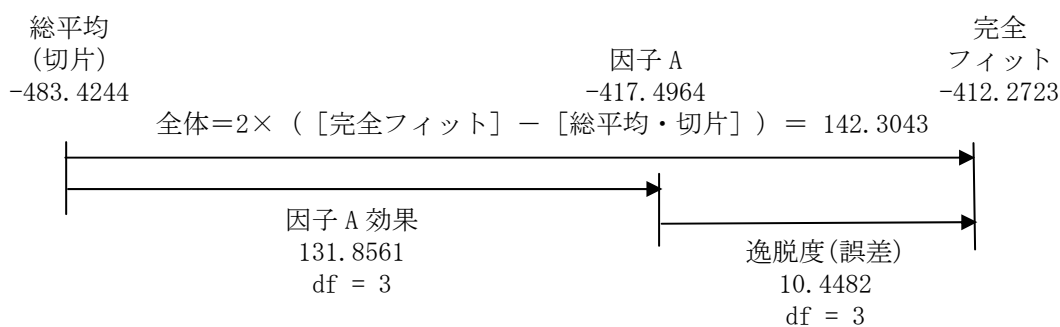 総平均
(切片)
-483.4244
因子 A
-417.4964
完全
フィット
-412.2723
全体＝2×（［完全フィット］－［総平均・切片］）＝ 142.3043
因子 A 効果
131.8561
df = 3
逸脱度(誤差)
10.4482
df = 3